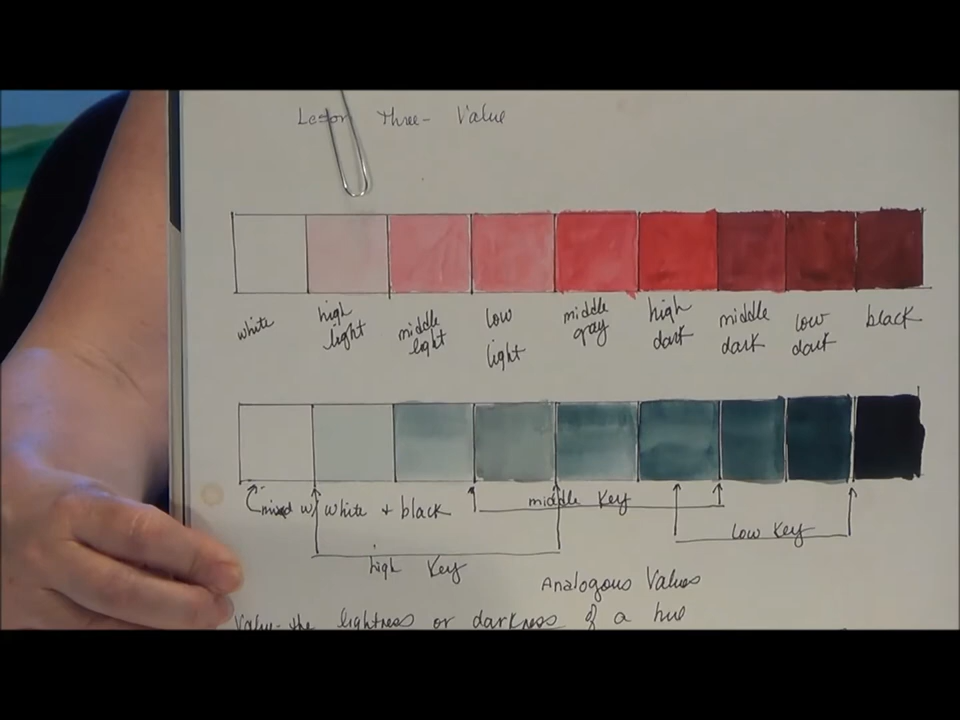 Lesson Three- Value
white
high light
middle light
low light
middle gray
high dark
middle dark
low dark
black
mixed w/ white + black
middle Key
low Key
high Key
Analogous Values
Value- the lightness or darkness of a hue